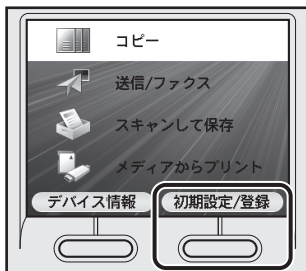 コピー
送信/ファクス
スキャンして保存
メディアからプリント
デバイス情報
初期設定/登録